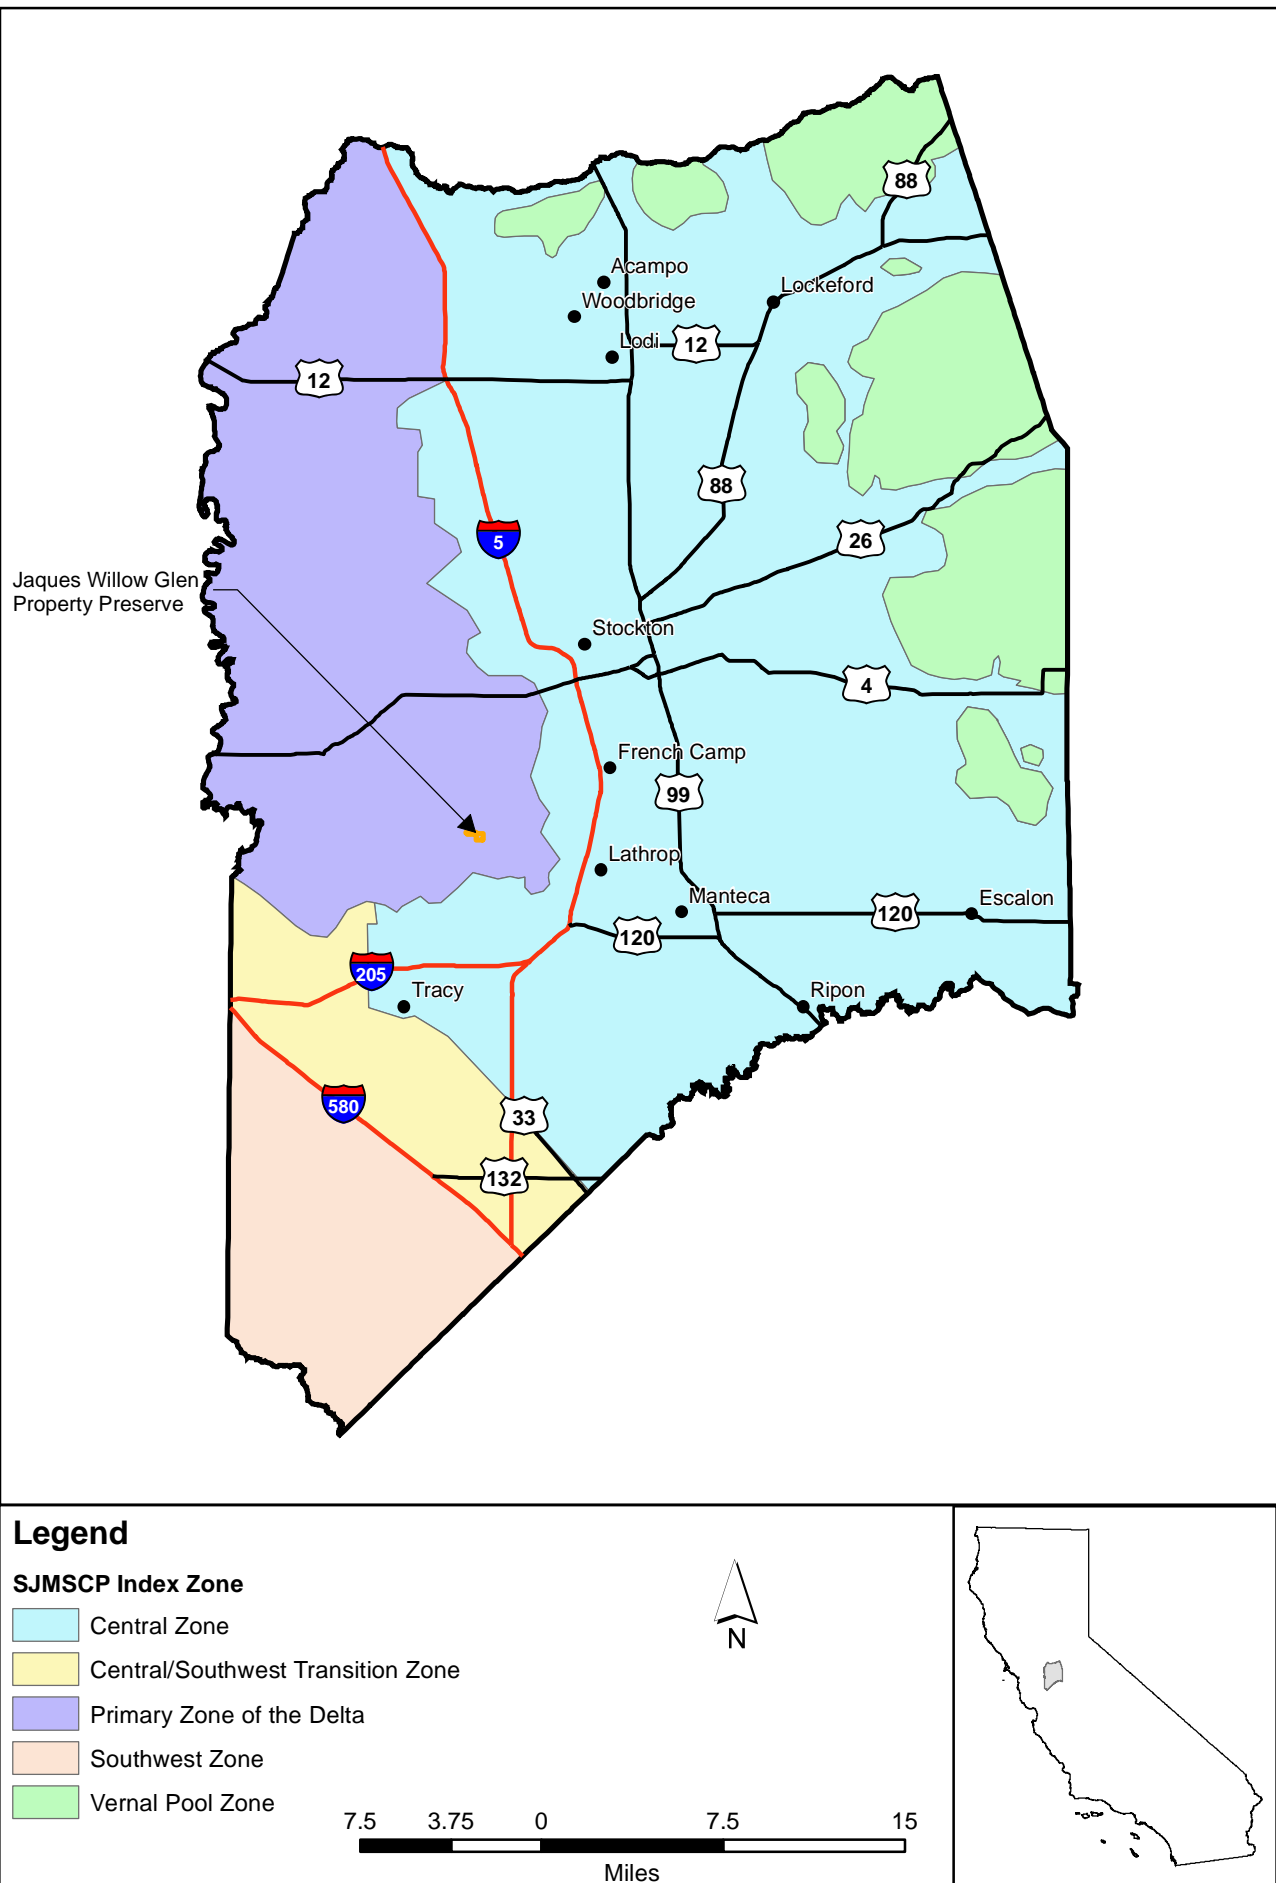 88
Acampo
Lockeford
Woodbridge
Lodi
12
12
88
26
5
Jaques Willow Glen
Property Preserve
Stockton
4
French Camp
99
Lathrop
Manteca
Escalon
120
120
205
Tracy
Ripon
580
33
132
Legend
SJMSCP Index Zone
Central Zone
Central/Southwest Transition Zone
Primary Zone of the Delta
Southwest Zone
Vernal Pool Zone
N
7.5 3.75 0 7.5 15
Miles